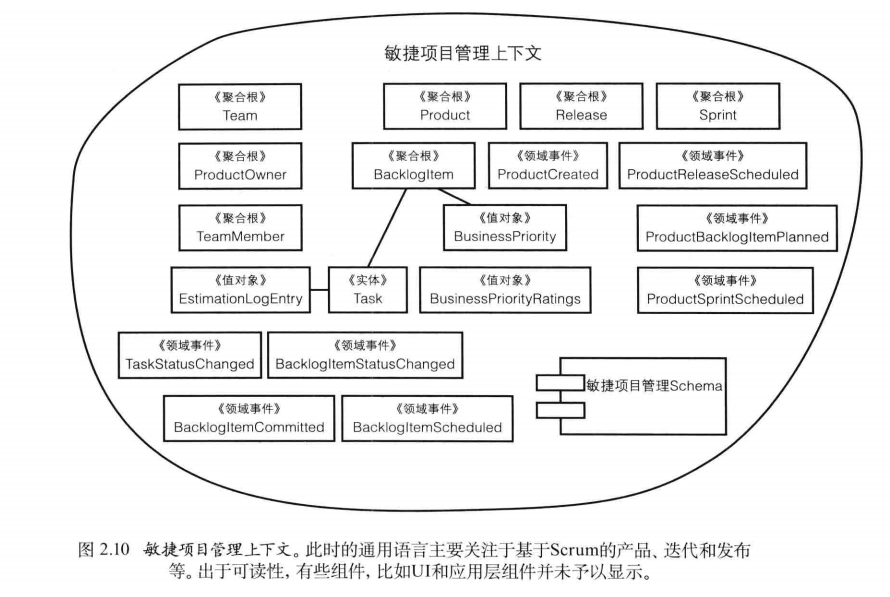 敏捷项目管理上下文
《聚合根》
Team
《聚合根》
Product
《聚合根》
Release
《聚合根》
Sprint
《聚合根》
ProductOwner
《聚合根》
BacklogItem
《领域事件》
ProductCreated
《领域事件》
ProductReleaseScheduled
《聚合根》
TeamMember
《值对象》
BusinessPriority
《领域事件》
ProductBacklogItemPlanned
《值对象》
EstimationLogEntry
《实体》
Task
《值对象》
BusinessPriorityRatings
《领域事件》
ProductSprintScheduled
《领域事件》
TaskStatusChanged
《领域事件》
BacklogItemStatusChanged
敏捷项目管理Schema
《领域事件》
BacklogItemCommitted
《领域事件》
BacklogItemScheduled
图 2.10 敏捷项目管理上下文。此时的通用语言主要关注于基于Scrum的产品、迭代和发布
等。出于可读性, 有些组件, 比如UI和应用层组件并未予以显示。